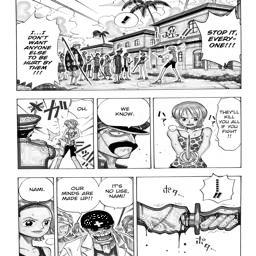 STOP IT,
EVERY-
ONE!!!
I...I
DON'T
WANT
ANYONE
ELSE TO
BE HURT
BY THEM
!!!
THEY'LL
KILL YOU
ALL IF
YOU
FIGHT
!!
WE
KNOW.
OH.
IT'S NO
USE,
NAMI!
OUR
MINDS ARE
MADE UP!!
NAMI.